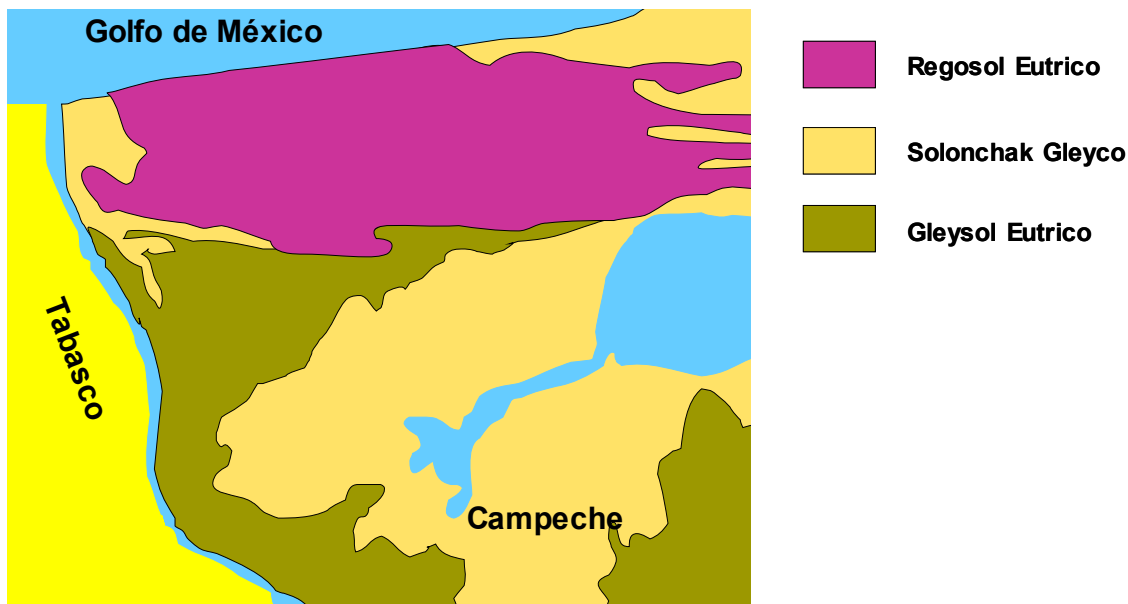 Golfo de México
Regosol Eutrico
Solonchak Gleyco
Gleysol Eutrico
Tabasco
Campeche